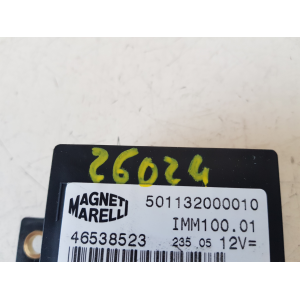 26024
MAGNETI MARELLI 501132000010
IMM100.01
46538523 235 05 12V=